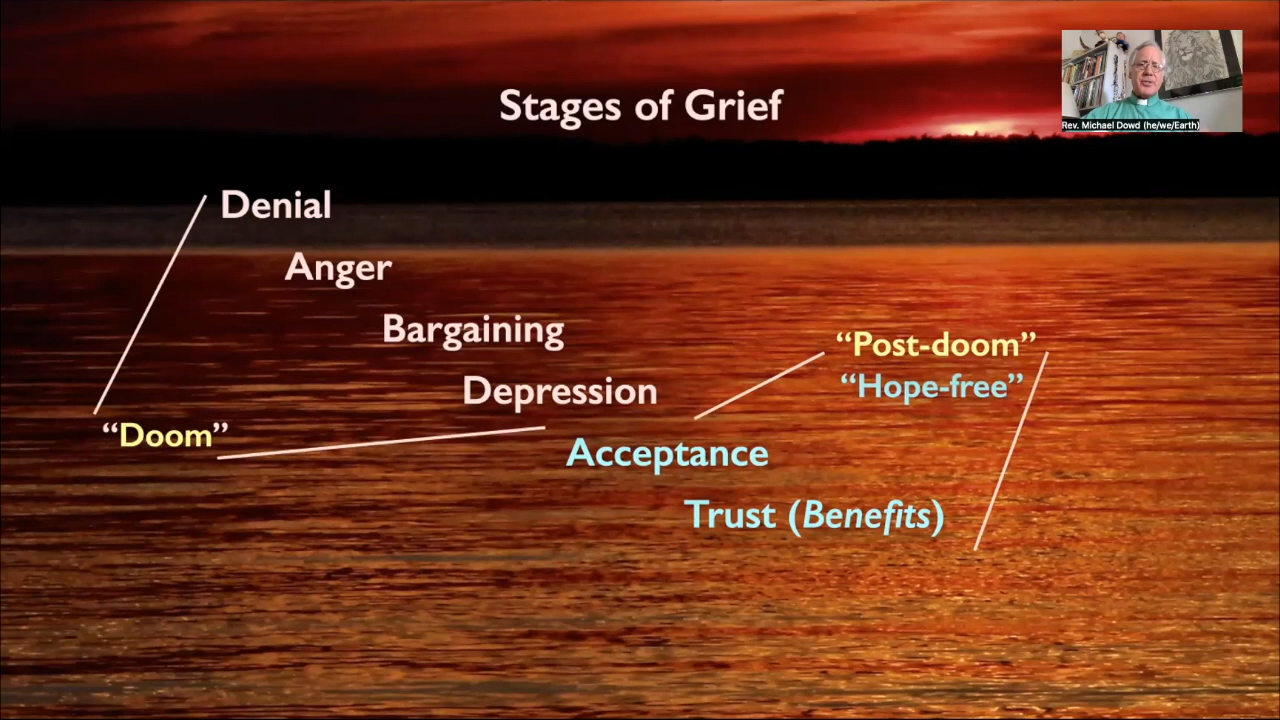 Stages of Grief
Rev. Michael Dowd (he/we/Earth)
Denial
Anger
Bargaining
“Post-doom”
Depression
“Hope-free”
“Doom”
Acceptance
Trust (Benefits)